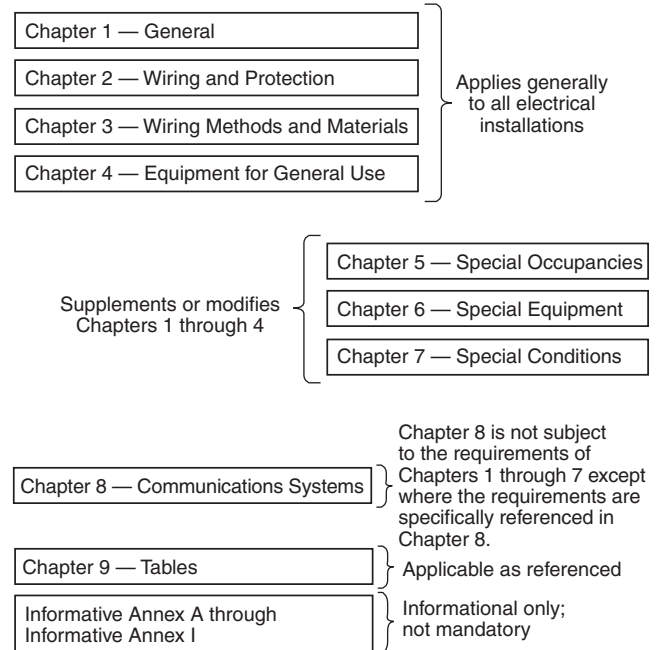 Chapter 1 — General
Chapter 2 — Wiring and Protection
Chapter 3 — Wiring Methods and Materials
Chapter 4 — Equipment for General Use
Applies generally
to all electrical
installations
Supplements or modifies
Chapters 1 through 4
Chapter 5 — Special Occupancies
Chapter 6 — Special Equipment
Chapter 7 — Special Conditions
Chapter 8 — Communications Systems
Chapter 8 is not subject
to the requirements of
Chapters 1 through 7 except
where the requirements are
specifically referenced in
Chapter 8.
Chapter 9 — Tables
Applicable as referenced
Informative Annex A through
Informative Annex I
Informational only;
not mandatory